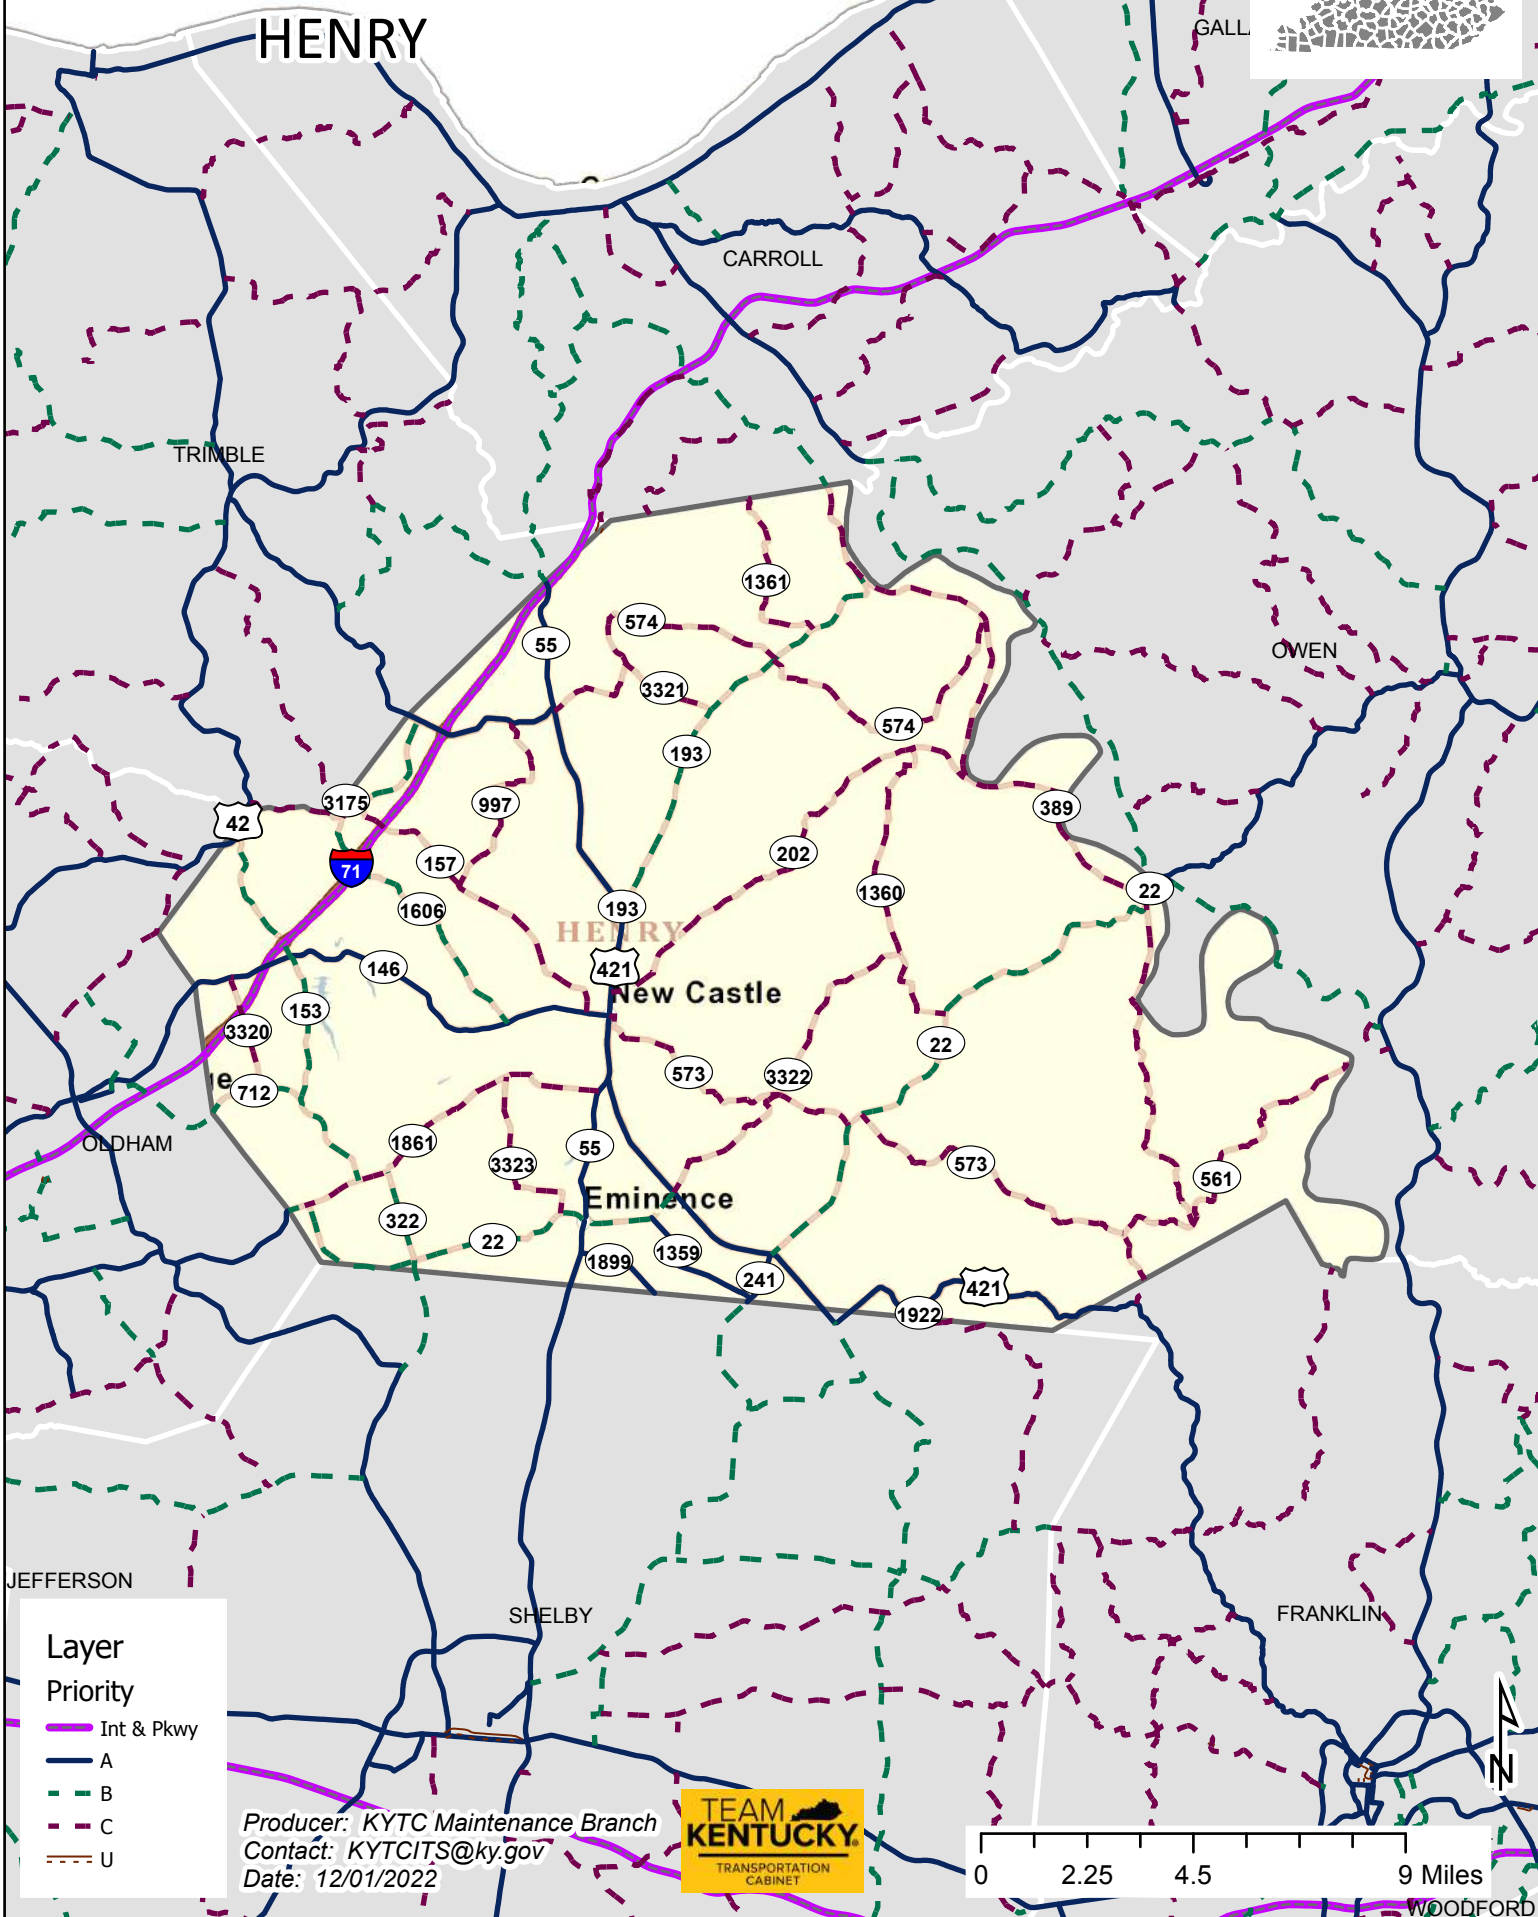 HENRY
GALLA
CARROLL
TRIMBLE
1361
574
55
OWEN
3321
574
193
3175
997
389
42
202
157
71
22
1360
1606
193
HENRY
146
421
New Castle
153
3320
22
573
3322
ge
712
OLDHAM
1861
55
3323
573
561
Eminence
322
22
1359
1899
241
421
1922
JEFFERSON
SHELBY
FRANKLIN
Layer
Priority
Int & Pkwy
A
B
C
U
Producer: KYTC Maintenance Branch
Contact: KYTCITS@ky.gov
Date: 12/01/2022
TEAM
KENTUCKY
TRANSPORTATION
CABINET
N
0 2.25 4.5 9 Miles
WOODFORD